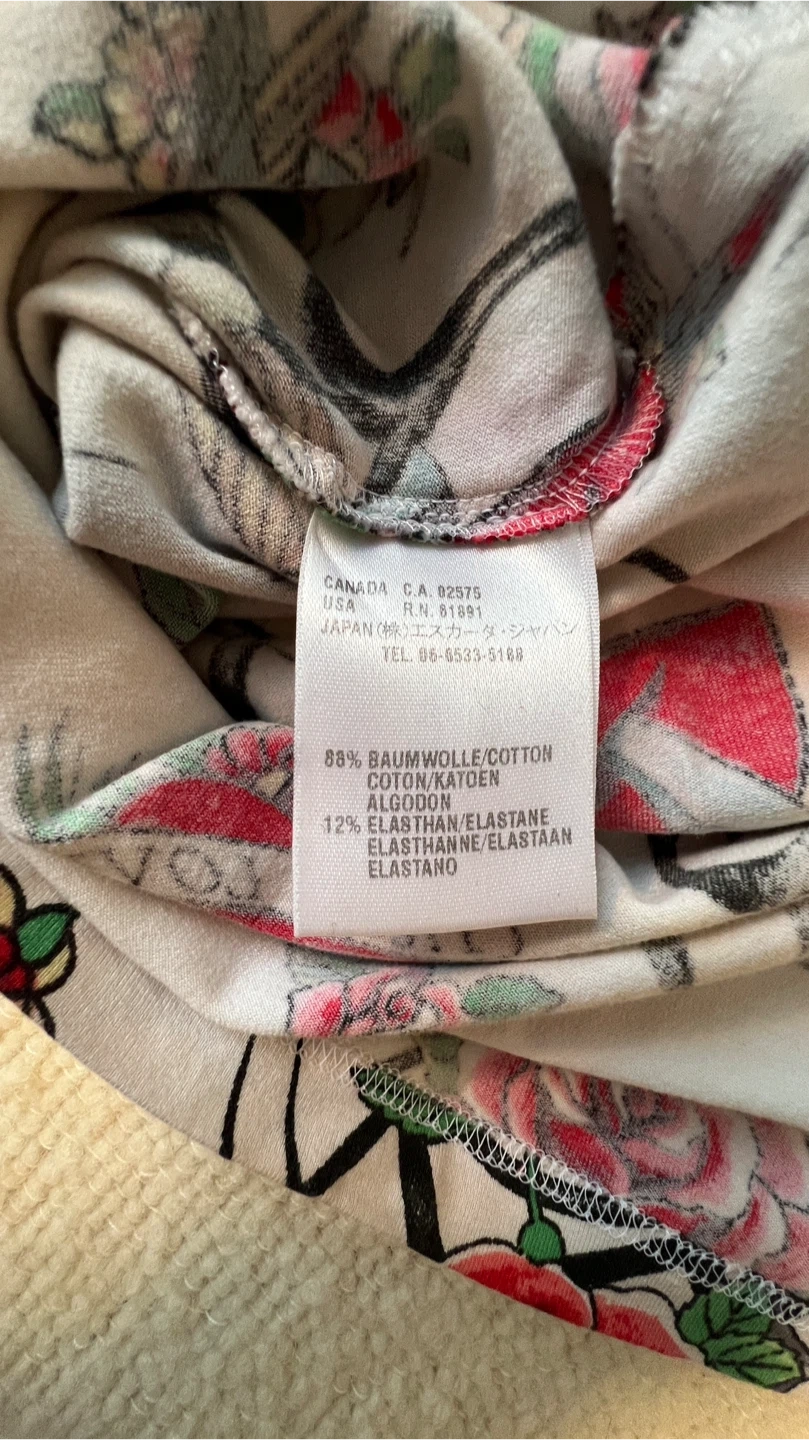 CANADA C.A. 02575
USA R.N. 61891
JAPAN (株)エスカーダ・ジャパン
TEL. 06-6533-5168
88% BAUMWOLLE/COTTON
COTON/KATOEN
ALGODON
12% ELASTHAN/ELASTANE
ELASTHANNE/ELASTAAN
ELASTANO